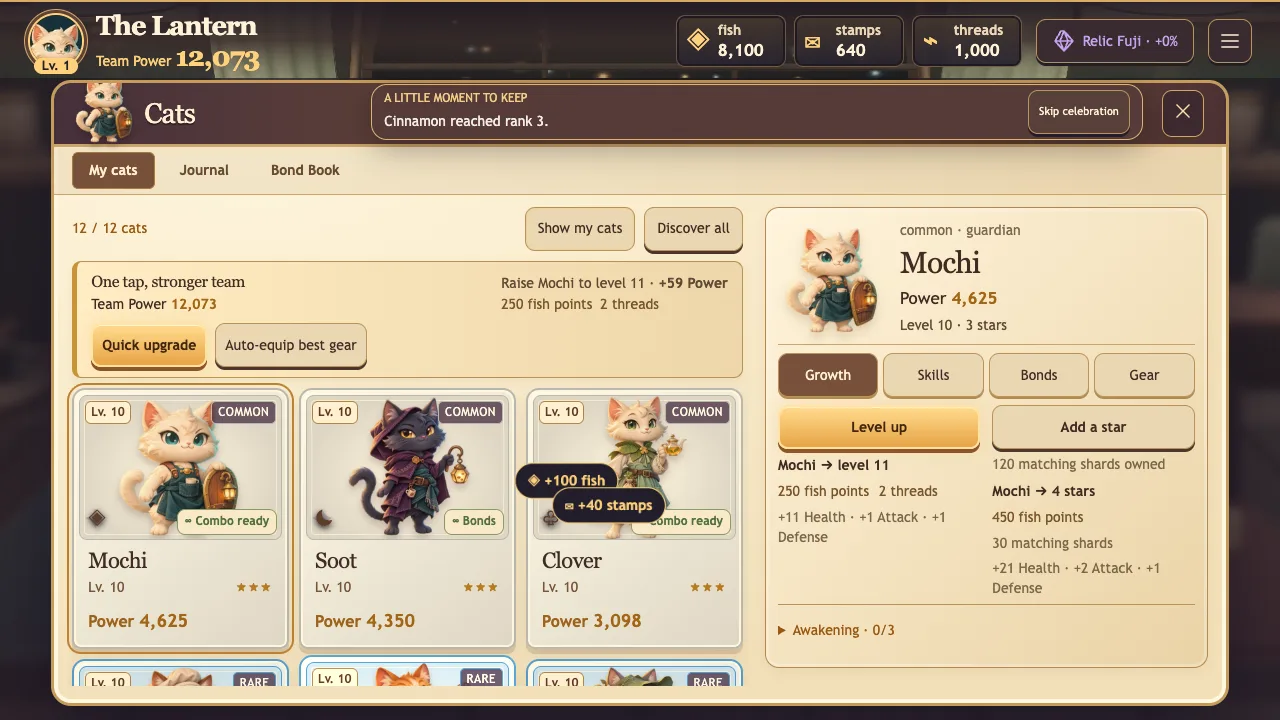 The Lantern
Team Power 12,073
Lv. 1
fish
8,100
stamps
640
threads
1,000
Relic Fuji · +0%
Cats
A LITTLE MOMENT TO KEEP
Cinnamon reached rank 3.
Skip celebration
My cats
Journal
Bond Book
12 / 12 cats
Show my cats
Discover all
One tap, stronger team
Team Power 12,073
Raise Mochi to level 11 · +59 Power
250 fish points 2 threads
Quick upgrade
Auto-equip best gear
Lv. 10
COMMON
∞ Combo ready
Mochi
Lv. 10
★★★
Power 4,625
Lv. 10
COMMON
∞ Bonds
Soot
Lv. 10
★★★
Power 4,350
Lv. 10
COMMON
+100 fish
+40 stamps
Combo ready
Clover
Lv. 10
★★★
Power 3,098
Lv. 10
RARE
Lv. 10
RARE
Lv. 10
RARE
common · guardian
Mochi
Power 4,625
Level 10 · 3 stars
Growth
Skills
Bonds
Gear
Level up
Mochi → level 11
250 fish points 2 threads
+11 Health · +1 Attack · +1
Defense
Add a star
120 matching shards owned
Mochi → 4 stars
450 fish points
30 matching shards
+21 Health · +2 Attack · +1
Defense
Awakening · 0/3